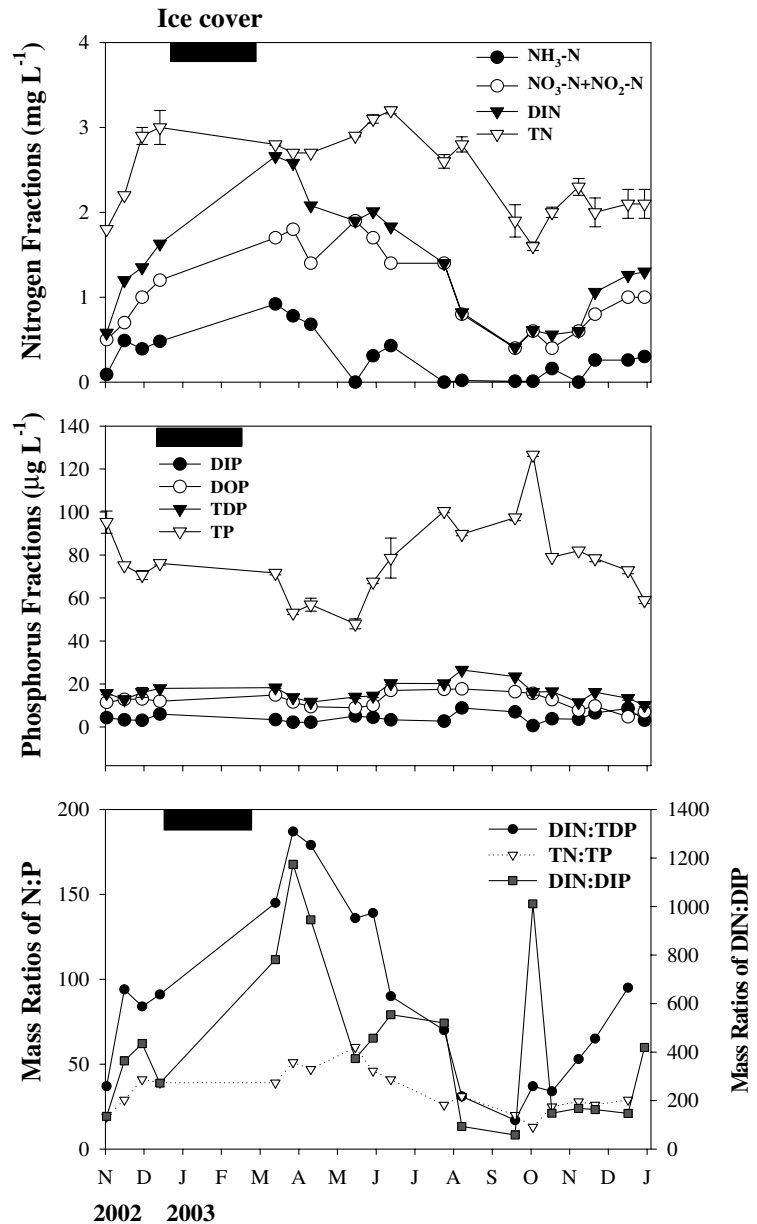 Ice cover
Nitrogen Fractions (mg L⁻¹)
4
3
2
1
0
NH₃-N
NO₃-N+NO₂-N
DIN
TN
Phosphorus Fractions (µg L⁻¹)
140
120
100
80
60
40
20
0
DIP
DOP
TDP
TP
Mass Ratios of N:P
200
150
100
50
0
DIN:TDP
TN:TP
DIN:DIP
1400
1200
1000
800
600
400
200
0
Mass Ratios of DIN:DIP
N D J F M A M J J A S O N D J
2002 2003